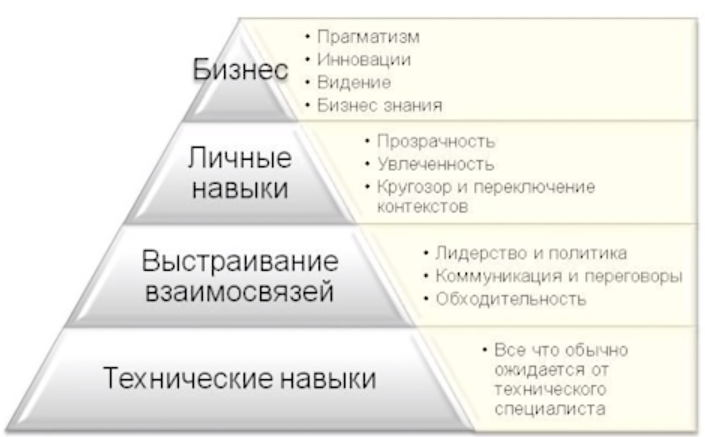 Бизнес
• Прагматизм
• Инновации
• Видение
• Бизнес знания
Личные
навыки
• Прозрачность
• Увлеченность
• Кругозор и переключение
контекстов
Выстраивание
взаимосвязей
• Лидерство и политика
• Коммуникация и переговоры
• Обходительность
Технические навыки
• Все что обычно
ожидается от
технического
специалиста